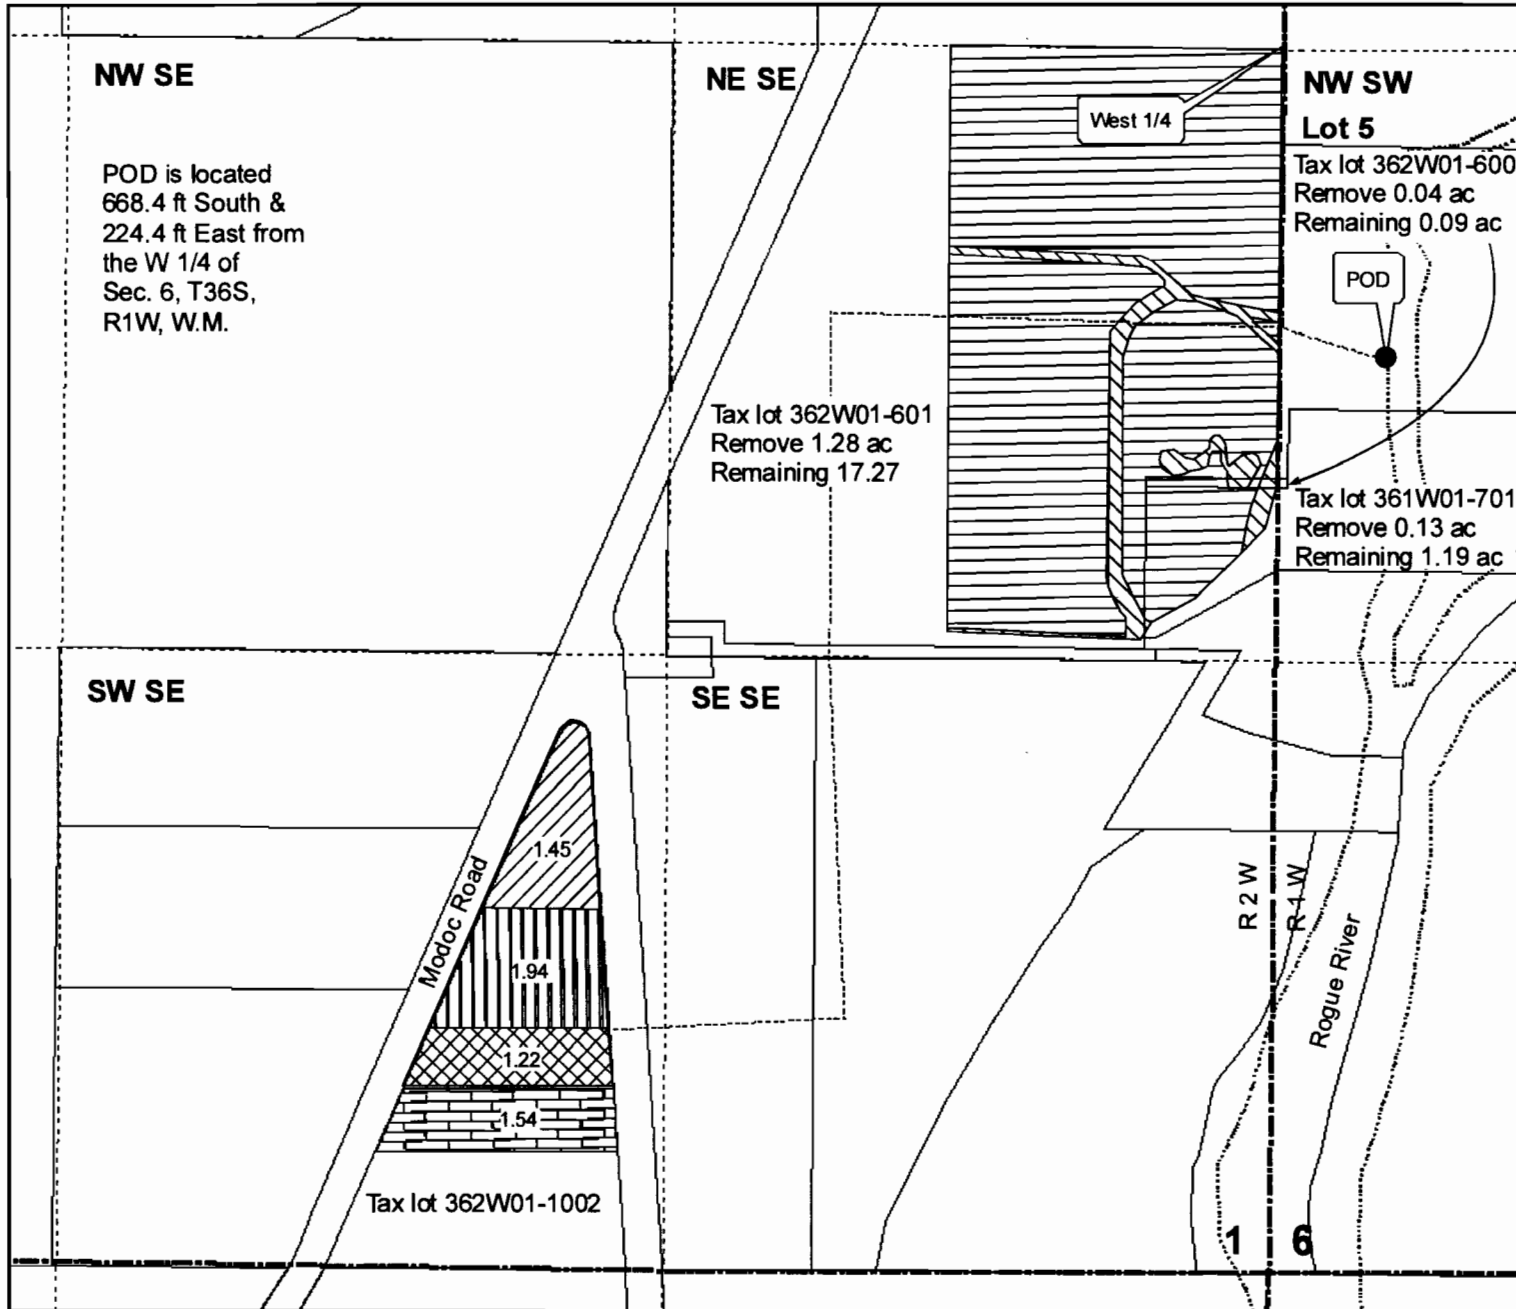 NW SE
NE SE
NW SW
Lot 5
West 1/4
POD is located
668.4 ft South &
224.4 ft East from
the W 1/4 of
Sec. 6, T36S,
R1W, W.M.
Tax lot 362W01-600
Remove 0.04 ac
Remaining 0.09 ac
POD
Tax lot 362W01-601
Remove 1.28 ac
Remaining 17.27
Tax lot 361W01-701
Remove 0.13 ac
Remaining 1.19 ac
SW SE
SE SE
1.45
Modoc Road
1.94
1.22
1.54
R 2 W
R 1 W
Rogue River
Tax lot 362W01-1002
1
6